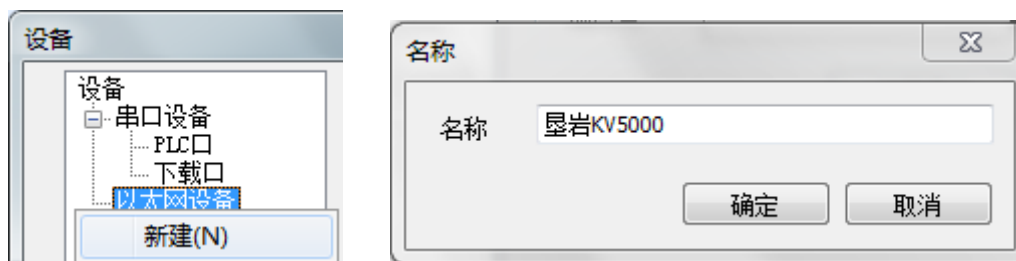 设备
设备
串口设备
PLC口
下载口
以太网设备
新建(N)
名称
名称
垦岩KV5000
确定
取消